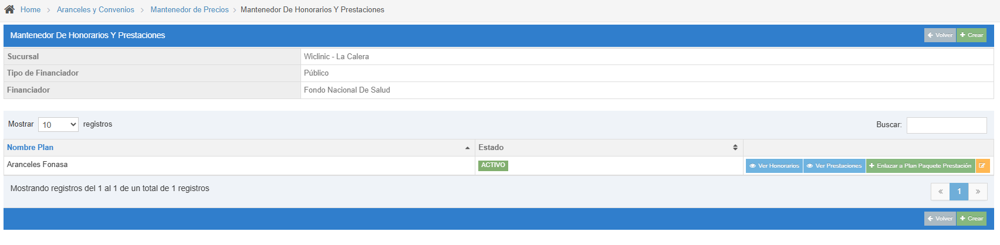 Home > Aranceles y Convenios > Mantenedor de Precios > Mantenedor De Honorarios Y Prestaciones
Mantenedor De Honorarios Y Prestaciones Volver + Crear
Sucursal Wiclinic - La Calera
Tipo de Financiador Público
Financiador Fondo Nacional De Salud
Mostrar 10 registros Buscar:
Nombre Plan Estado
Aranceles Fonasa ACTIVO Ver Honorarios Ver Prestaciones + Enlazar a Plan Paquete Prestación
Mostrando registros del 1 al 1 de un total de 1 registros « 1 »
Volver + Crear